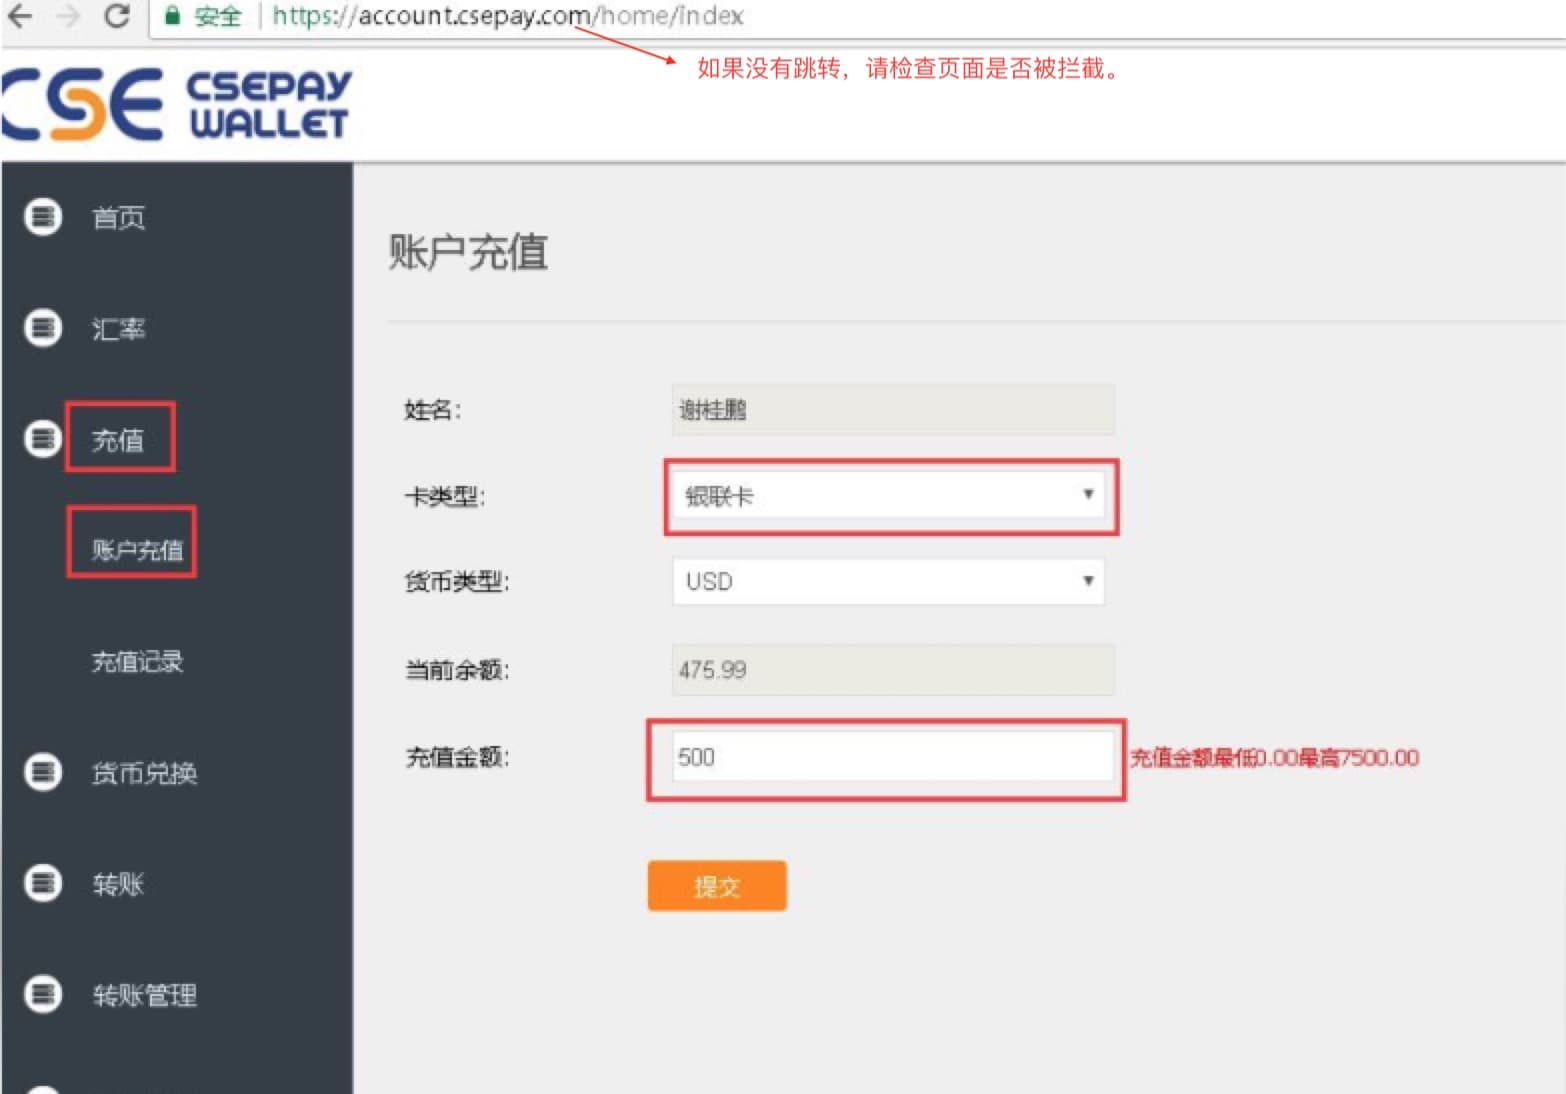 安全 | https://account.csepay.com/home/Index
如果没有跳转，请检查页面是否被拦截。
CSE CSEPAY
WALLET
首页
汇率
充值
账户充值
充值记录
货币兑换
转账
转账管理
账户充值
姓名: 谢桂鹏
卡类型: 银联卡
货币类型: USD
当前余额: 475.99
充值金额: 500 充值金额最低0.00最高7500.00
提交